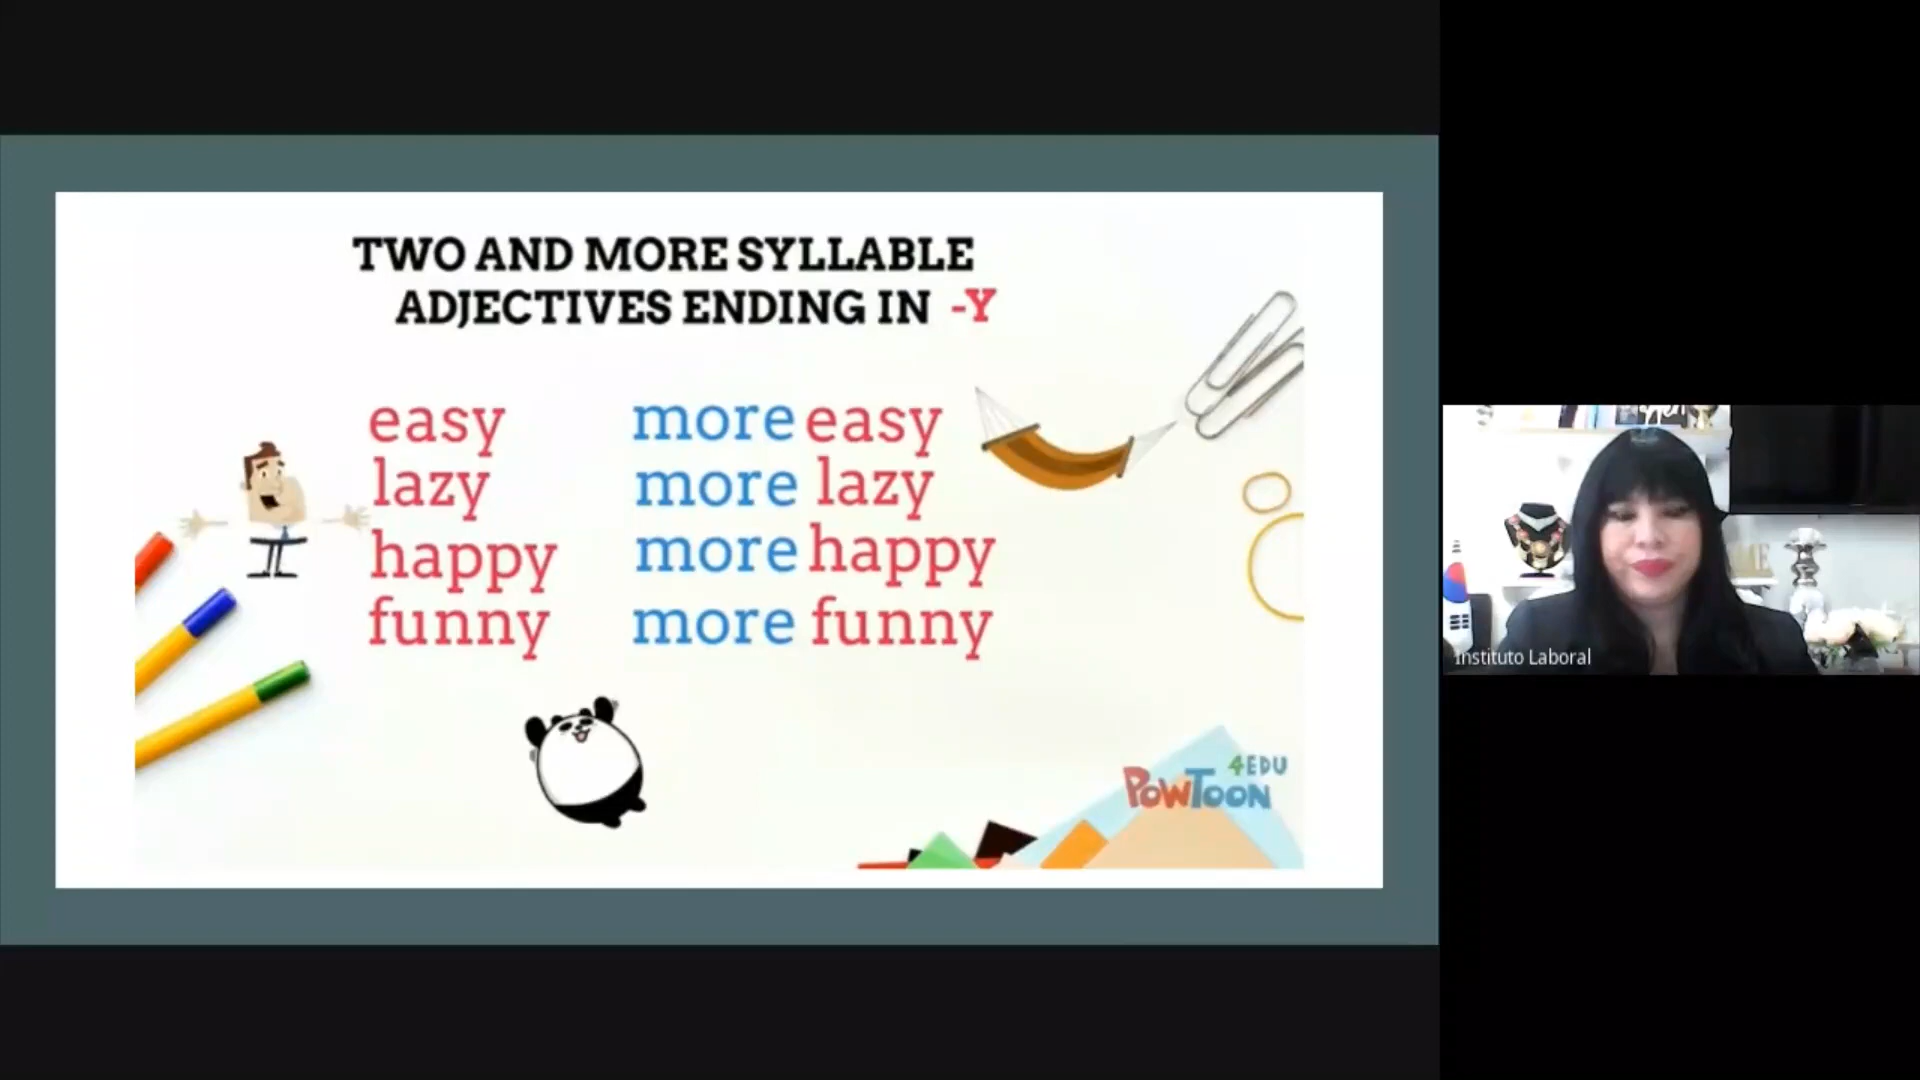 TWO AND MORE SYLLABLE
ADJECTIVES ENDING IN -Y
easy more easy
lazy more lazy
happy more happy
funny more funny
4EDU
POWTOON
Instituto Laboral